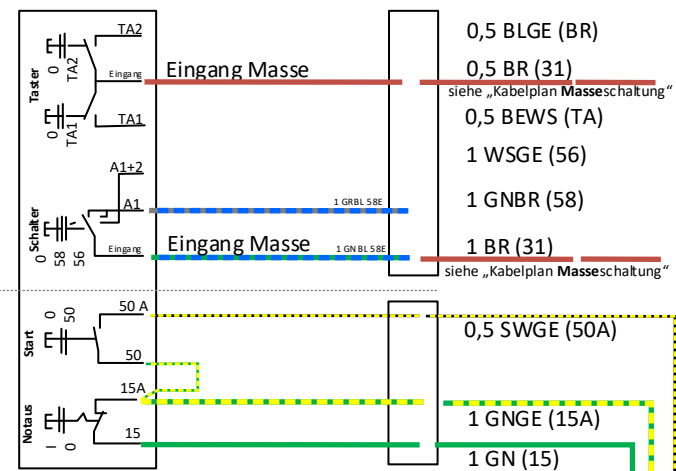 TA2
0,5 BLGE (BR)
Taster
0
TA2
Eingang
Eingang Masse
0,5 BR (31)
siehe „Kabelplan Masseschaltung“
0
TA1
TA1
0,5 BEWS (TA)
1 WSGE (56)
A1+2
A1
1 GRBL 58E
1 GNBR (58)
Schalter
0
58
56
Eingang
Eingang Masse
1 GNBL 58E
1 BR (31)
siehe „Kabelplan Masseschaltung“
50 A
0,5 SWGE (50A)
Start
0
50
50
15A
1 GNGE (15A)
Notaus
I
0
15
1 GN (15)